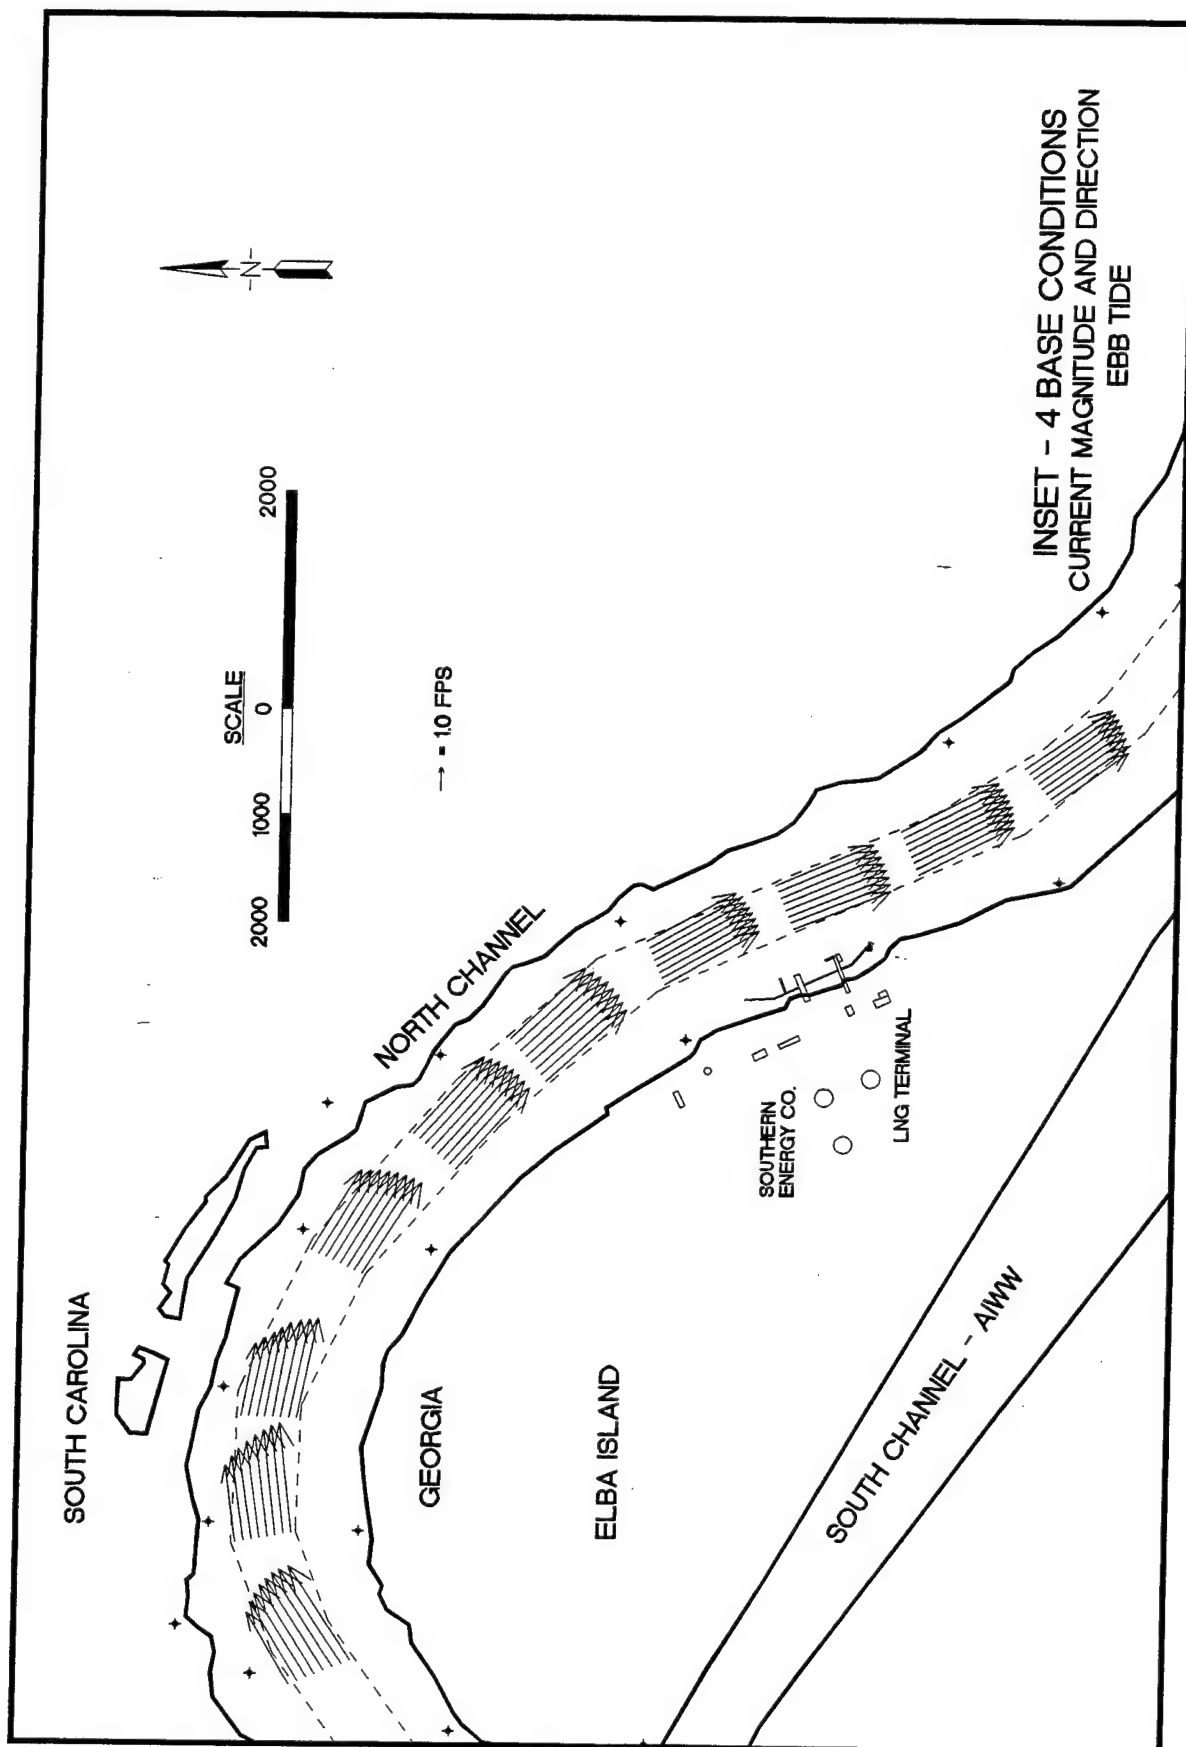 SOUTH CAROLINA
SCALE
2000 1000 0 2000
N
→ = 1.0 FPS
NORTH CHANNEL
GEORGIA
ELBA ISLAND
SOUTHERN
ENERGY CO.
LNG TERMINAL
SOUTH CHANNEL - AIWW
INSET - 4 BASE CONDITIONS
CURRENT MAGNITUDE AND DIRECTION
EBB TIDE